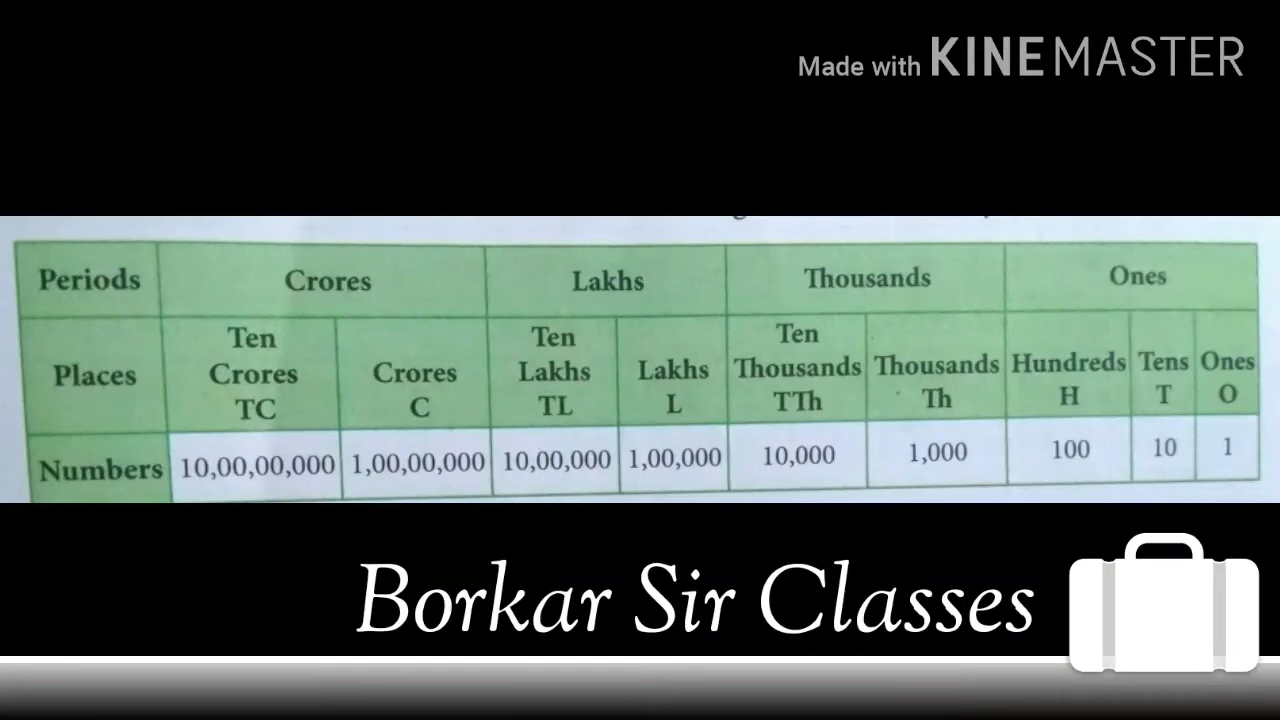 Made with KINEMASTER
Periods Crores Lakhs Thousands Ones
Places Ten Crores TC Crores C Ten Lakhs TL Lakhs L Ten Thousands TTh Thousands Th Hundreds H Tens T Ones O
Numbers 10,00,00,000 1,00,00,000 10,00,000 1,00,000 10,000 1,000 100 10 1
Borkar Sir Classes